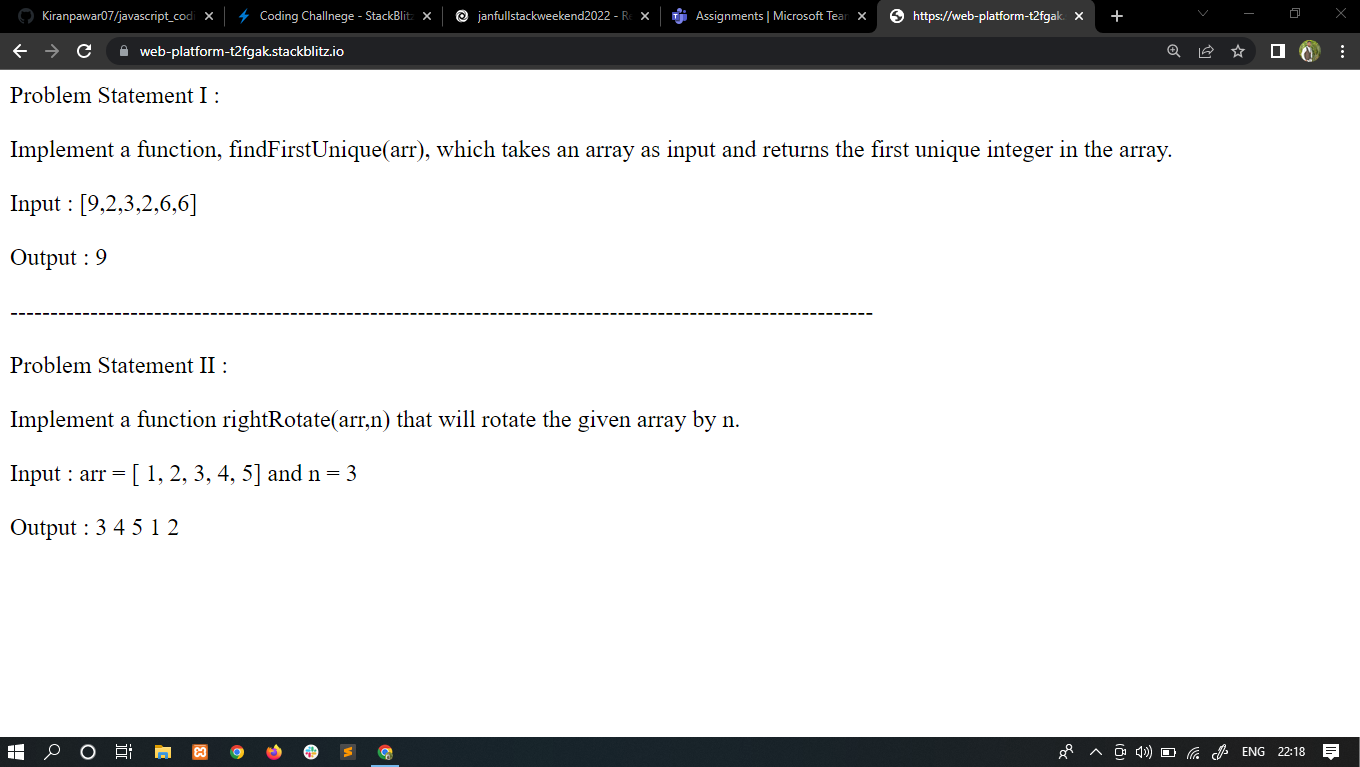 Kiranpawar07/javascript_codi
Coding Challnege - StackBlitz
janfullstackweekend2022 - Re
Assignments | Microsoft Team
https://web-platform-t2fgak.
web-platform-t2fgak.stackblitz.io
Problem Statement I :
Implement a function, findFirstUnique(arr), which takes an array as input and returns the first unique integer in the array.
Input : [9,2,3,2,6,6]
Output : 9
------------------------------------------------------------------------------------------------------------
Problem Statement II :
Implement a function rightRotate(arr,n) that will rotate the given array by n.
Input : arr = [ 1, 2, 3, 4, 5] and n = 3
Output : 3 4 5 1 2
ENG 22:18